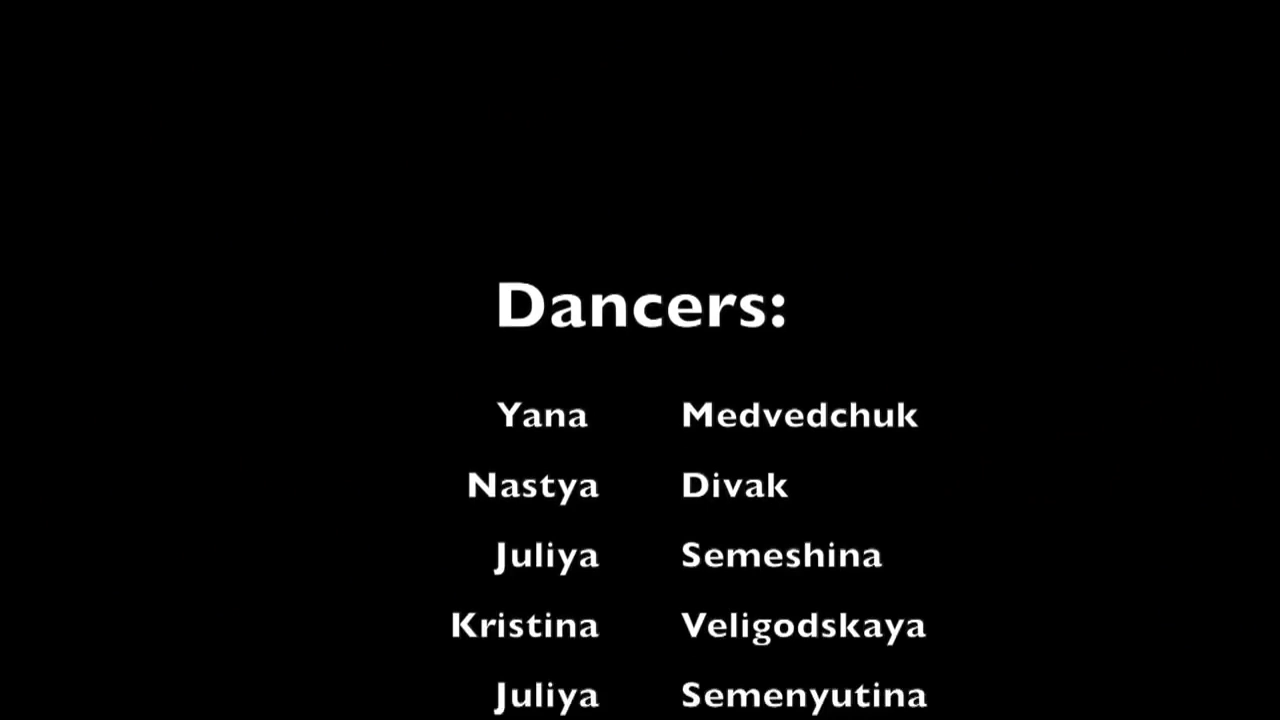 Dancers:
Yana Medvedchuk
Nastya Divak
Juliya Semeshina
Kristina Veligodskaya
Juliya Semenyutina